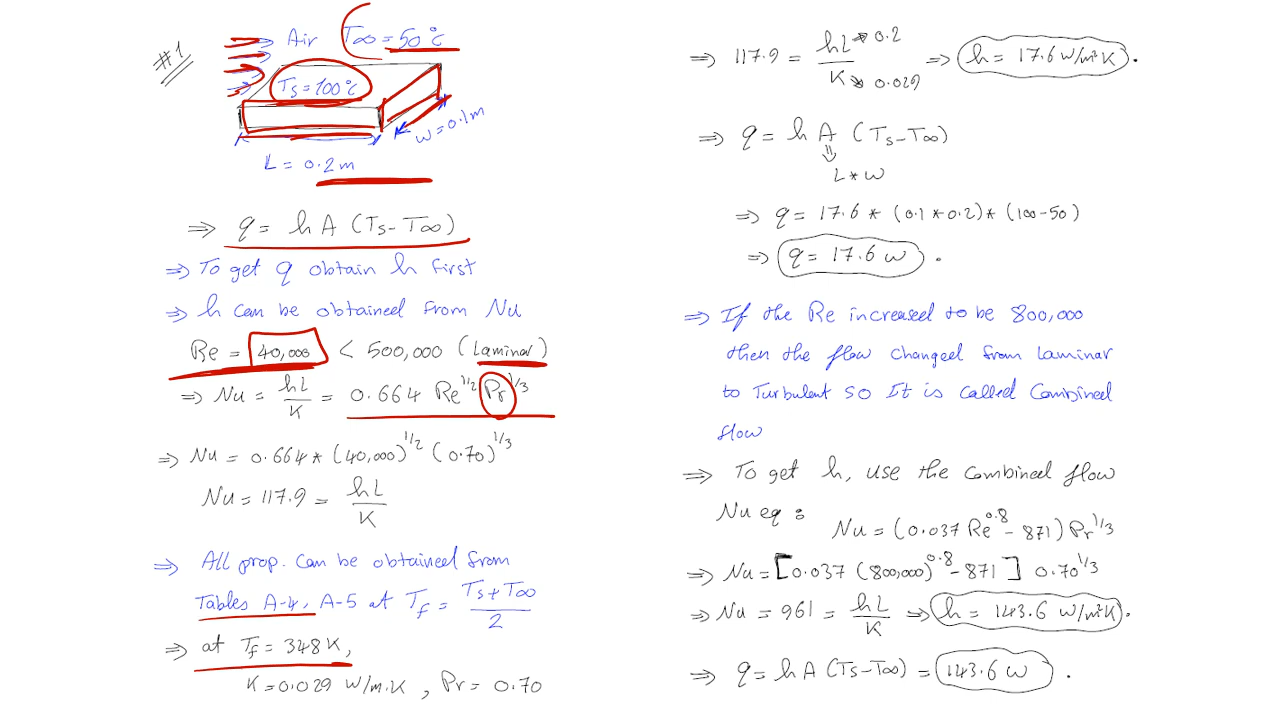 #1
Air T∞ = 50°C
Ts = 100°C
W = 0.1m
L = 0.2m
⇒ q = h A (Ts - T∞)
⇒ To get q obtain h first
⇒ h can be obtained from Nu
Re = 40,000 < 500,000 (Laminar)
⇒ Nu = hL/K = 0.664 Re^1/2 Pr^1/3
⇒ Nu = 0.664 * (40,000)^1/2 (0.70)^1/3
Nu = 117.9 = hL/K
⇒ All prop. can be obtained from
Tables A-4, A-5 at Tf = Ts + T∞/2
⇒ at Tf = 348 K,
K = 0.029 W/m.K , Pr = 0.70
⇒ 117.9 = hL → 0.2 / K → 0.029 ⇒ h = 17.6 W/m²K .
⇒ q = h A (Ts - T∞)
L * W
⇒ q = 17.6 * (0.1 * 0.2) * (100 - 50)
⇒ q = 17.6 W .
⇒ If the Re increased to be 800,000
then the flow changed from Laminar
to Turbulent so It is called Combined
flow
⇒ To get h, use the combined flow
Nu eq : Nu = (0.037 Re^0.8 - 871) Pr^1/3
⇒ Nu = [0.037 (800,000)^0.8 - 871] 0.70^1/3
⇒ Nu = 961 = hL/K ⇒ h = 143.6 W/m²K .
⇒ q = h A (Ts - T∞) = 143.6 W .